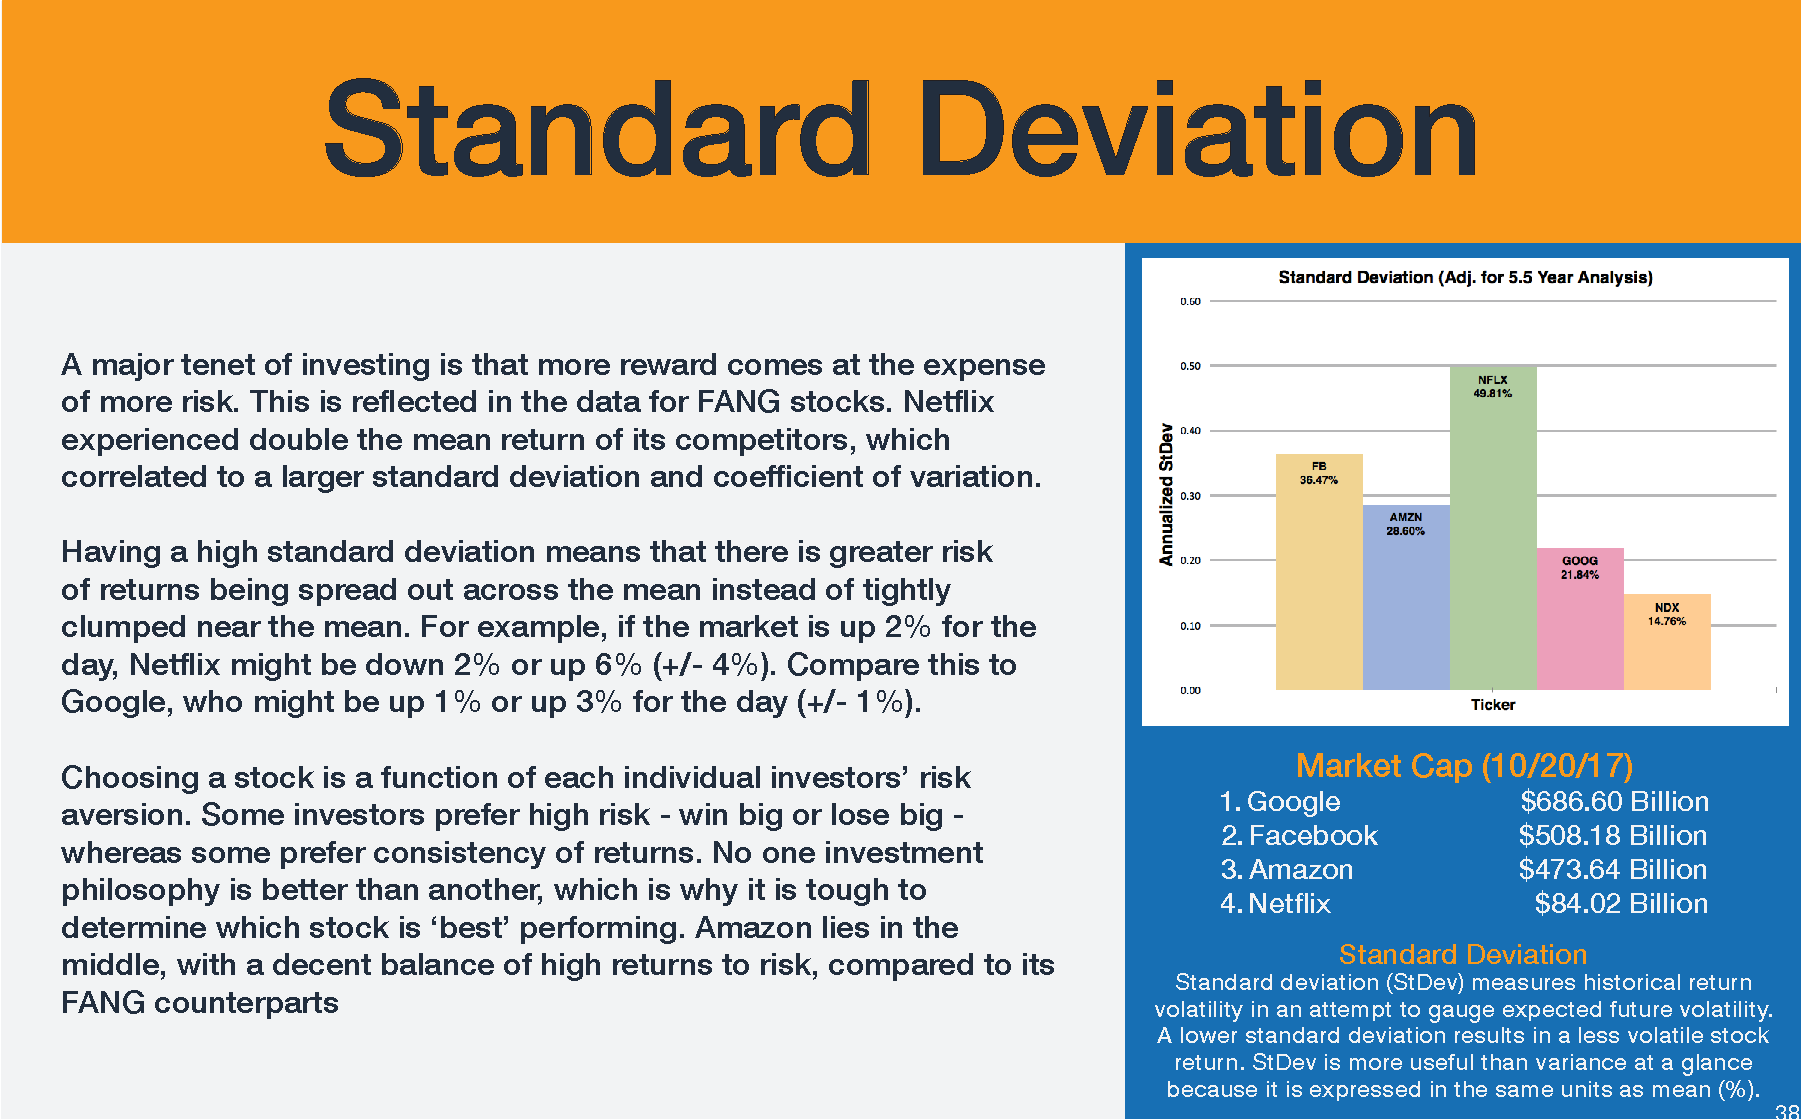 Standard Deviation
A major tenet of investing is that more reward comes at the expense
of more risk. This is reflected in the data for FANG stocks. Netflix
experienced double the mean return of its competitors, which
correlated to a larger standard deviation and coefficient of variation.
Having a high standard deviation means that there is greater risk
of returns being spread out across the mean instead of tightly
clumped near the mean. For example, if the market is up 2% for the
day, Netflix might be down 2% or up 6% (+/- 4%). Compare this to
Google, who might be up 1% or up 3% for the day (+/- 1%).
Choosing a stock is a function of each individual investors’ risk
aversion. Some investors prefer high risk - win big or lose big -
whereas some prefer consistency of returns. No one investment
philosophy is better than another, which is why it is tough to
determine which stock is ‘best’ performing. Amazon lies in the
middle, with a decent balance of high returns to risk, compared to its
FANG counterparts
Standard Deviation (Adj. for 5.5 Year Analysis)
0.60
0.50
0.40
0.30
0.20
0.10
0.00
Annualized StDev
FB
36.47%
AMZN
28.60%
NFLX
49.81%
GOOG
21.84%
NDX
14.76%
Ticker
Market Cap (10/20/17)
1. Google $686.60 Billion
2. Facebook $508.18 Billion
3. Amazon $473.64 Billion
4. Netflix $84.02 Billion
Standard Deviation
Standard deviation (StDev) measures historical return
volatility in an attempt to gauge expected future volatility.
A lower standard deviation results in a less volatile stock
return. StDev is more useful than variance at a glance
because it is expressed in the same units as mean (%).
38